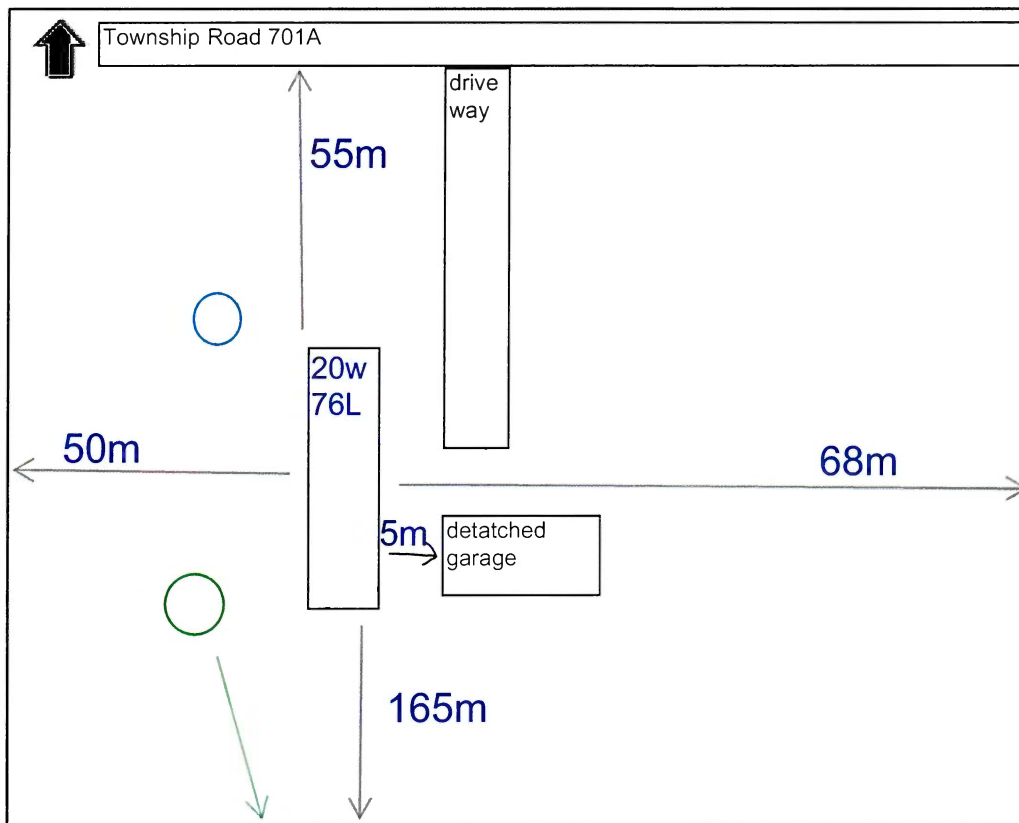 Township Road 701A
drive
way
55m
20w
76L
50m
68m
5m
detatched
garage
165m